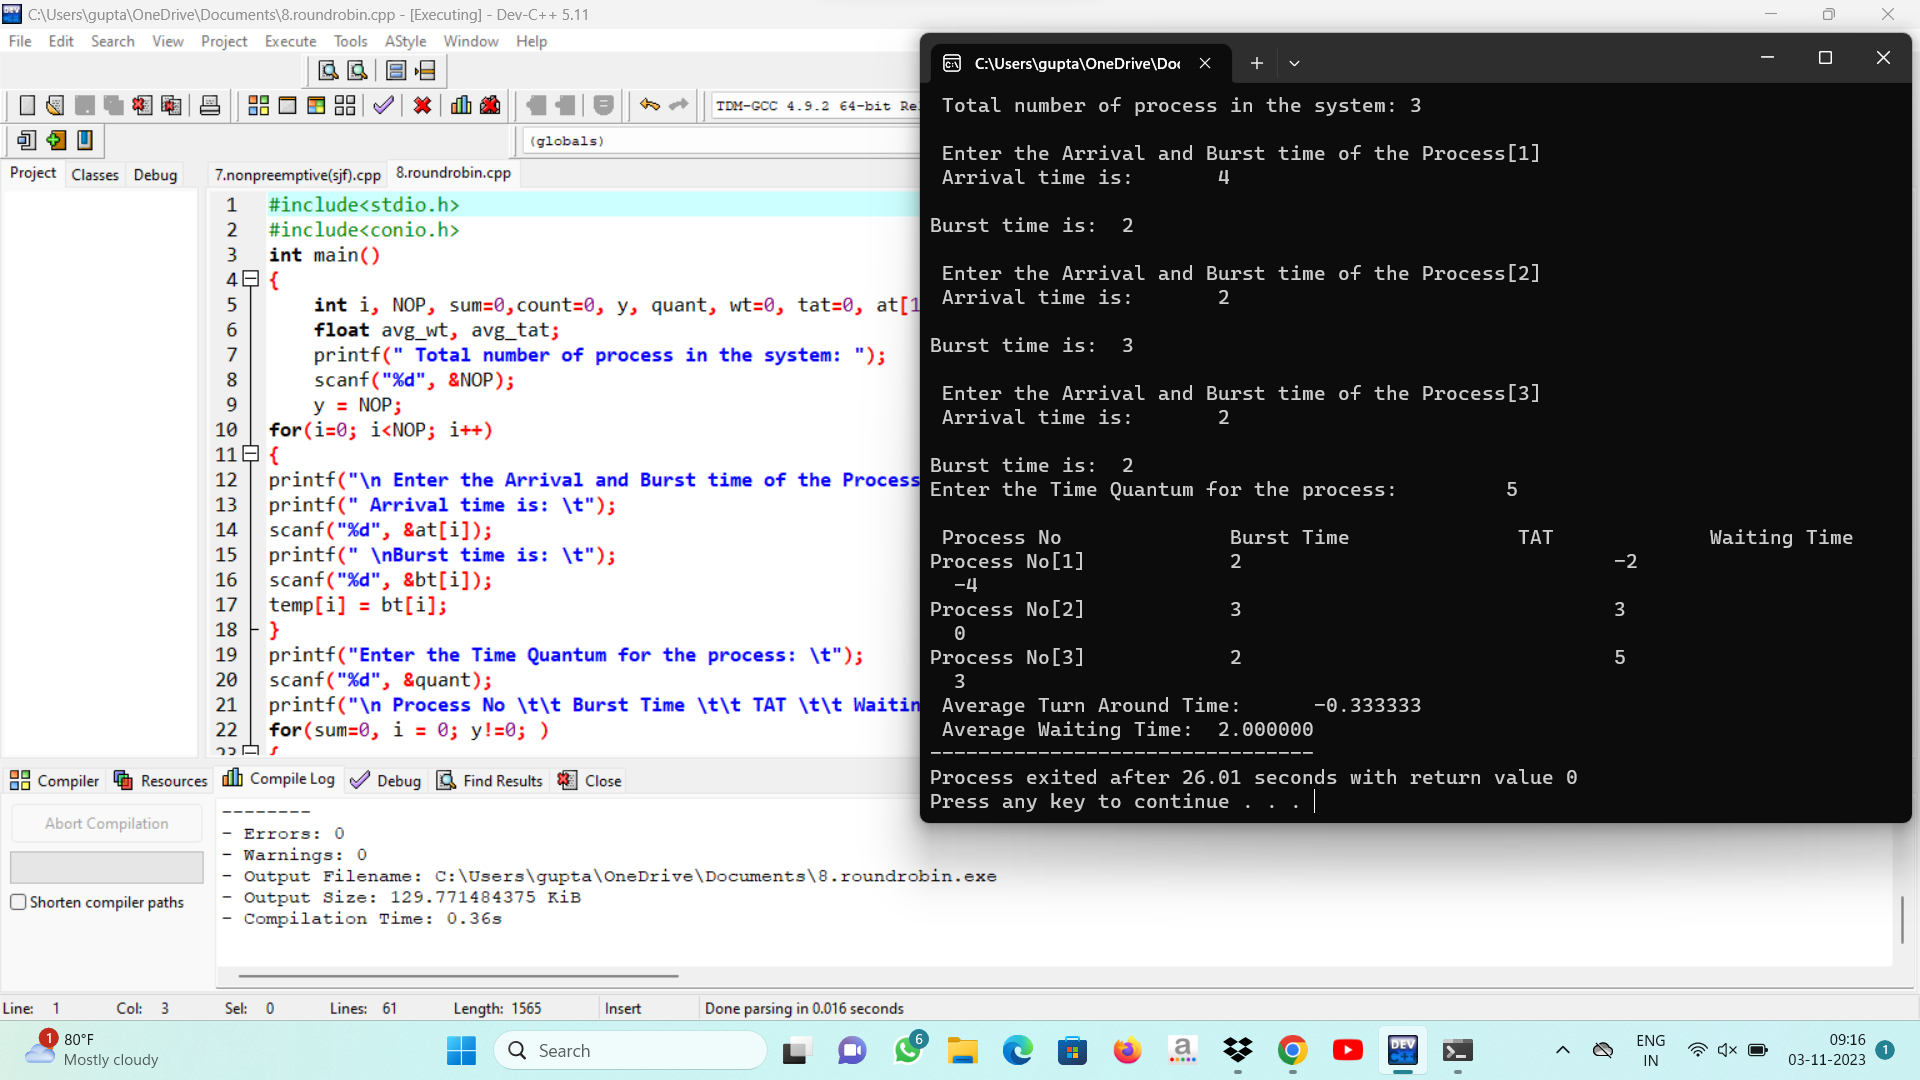 C:\Users\gupta\OneDrive\Documents\8.roundrobin.cpp - [Executing] - Dev-C++ 5.11
File Edit Search View Project Execute Tools AStyle Window Help
TDM-GCC 4.9.2 64-bit Rel
(globals)
Project Classes Debug
7.nonpreemptive(sjf).cpp 8.roundrobin.cpp
1 #include<stdio.h>
2 #include<conio.h>
3 int main()
4 {
5 int i, NOP, sum=0,count=0, y, quant, wt=0, tat=0, at[1
6 float avg_wt, avg_tat;
7 printf(" Total number of process in the system: ");
8 scanf("%d", &NOP);
9 y = NOP;
10 for(i=0; i<NOP; i++)
11 {
12 printf("\n Enter the Arrival and Burst time of the Process
13 printf(" Arrival time is: \t");
14 scanf("%d", &at[i]);
15 printf(" \nBurst time is: \t");
16 scanf("%d", &bt[i]);
17 temp[i] = bt[i];
18 }
19 printf("Enter the Time Quantum for the process: \t");
20 scanf("%d", &quant);
21 printf("\n Process No \t\t Burst Time \t\t TAT \t\t Waitin
22 for(sum=0, i = 0; y!=0; )
23 {
C:\Users\gupta\OneDrive\Doc
Total number of process in the system: 3
Enter the Arrival and Burst time of the Process[1]
Arrival time is: 4
Burst time is: 2
Enter the Arrival and Burst time of the Process[2]
Arrival time is: 2
Burst time is: 3
Enter the Arrival and Burst time of the Process[3]
Arrival time is: 2
Burst time is: 2
Enter the Time Quantum for the process: 5
Process No Burst Time TAT Waiting Time
Process No[1] 2 -2
-4
Process No[2] 3 3
0
Process No[3] 2 5
3
Average Turn Around Time: -0.333333
Average Waiting Time: 2.000000
--------------------------------
Process exited after 26.01 seconds with return value 0
Press any key to continue . . .
Compiler Resources Compile Log Debug Find Results Close
Abort Compilation
Shorten compiler paths
--------
- Errors: 0
- Warnings: 0
- Output Filename: C:\Users\gupta\OneDrive\Documents\8.roundrobin.exe
- Output Size: 129.771484375 KiB
- Compilation Time: 0.36s
Line: 1 Col: 3 Sel: 0 Lines: 61 Length: 1565 Insert Done parsing in 0.016 seconds
1
80°F
Mostly cloudy
Search
6
a
DEV
C++
ENG
IN
09:16
03-11-2023
1